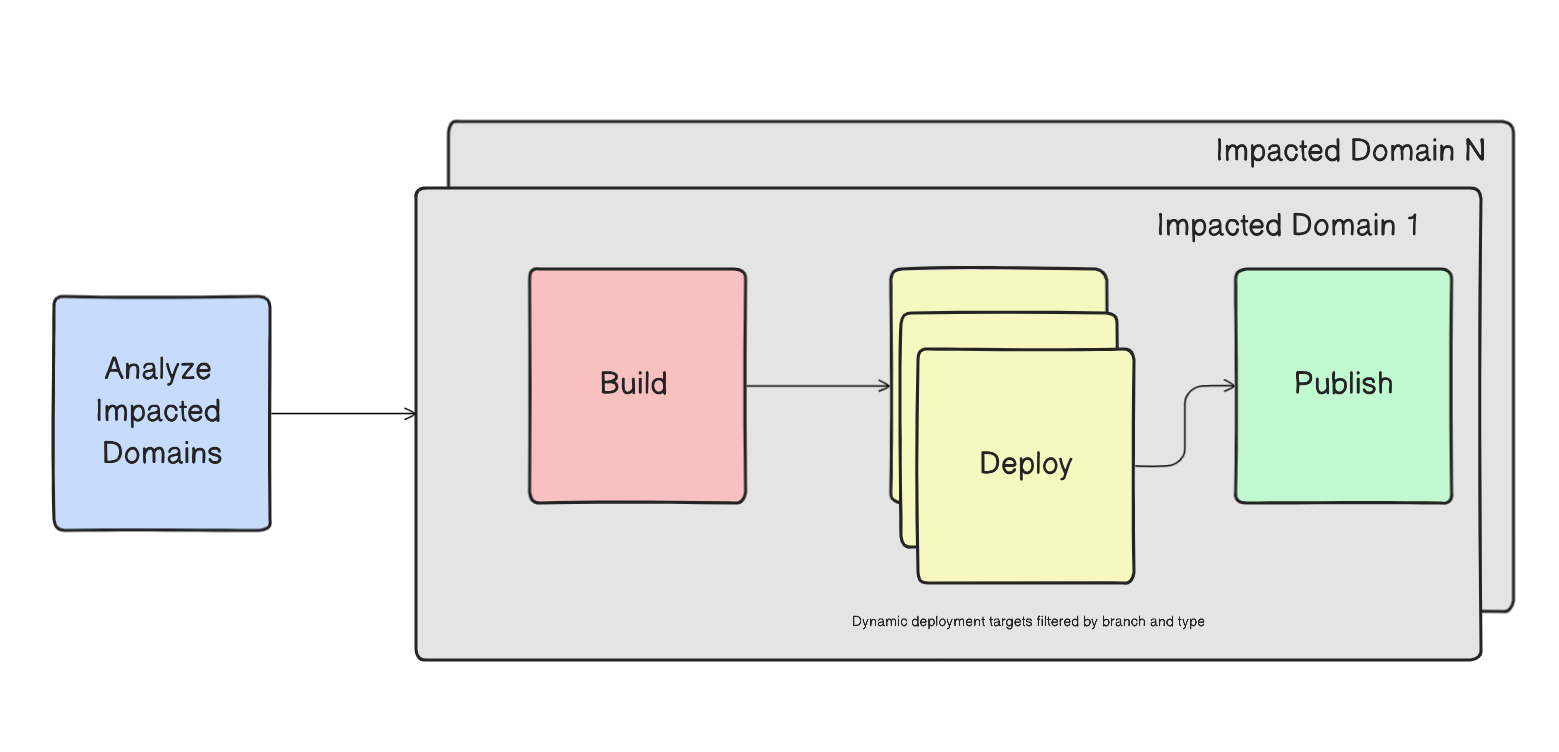 Impacted Domain N
Impacted Domain 1
Analyze
Impacted
Domains
Build
Deploy
Publish
Dynamic deployment targets filtered by branch and type